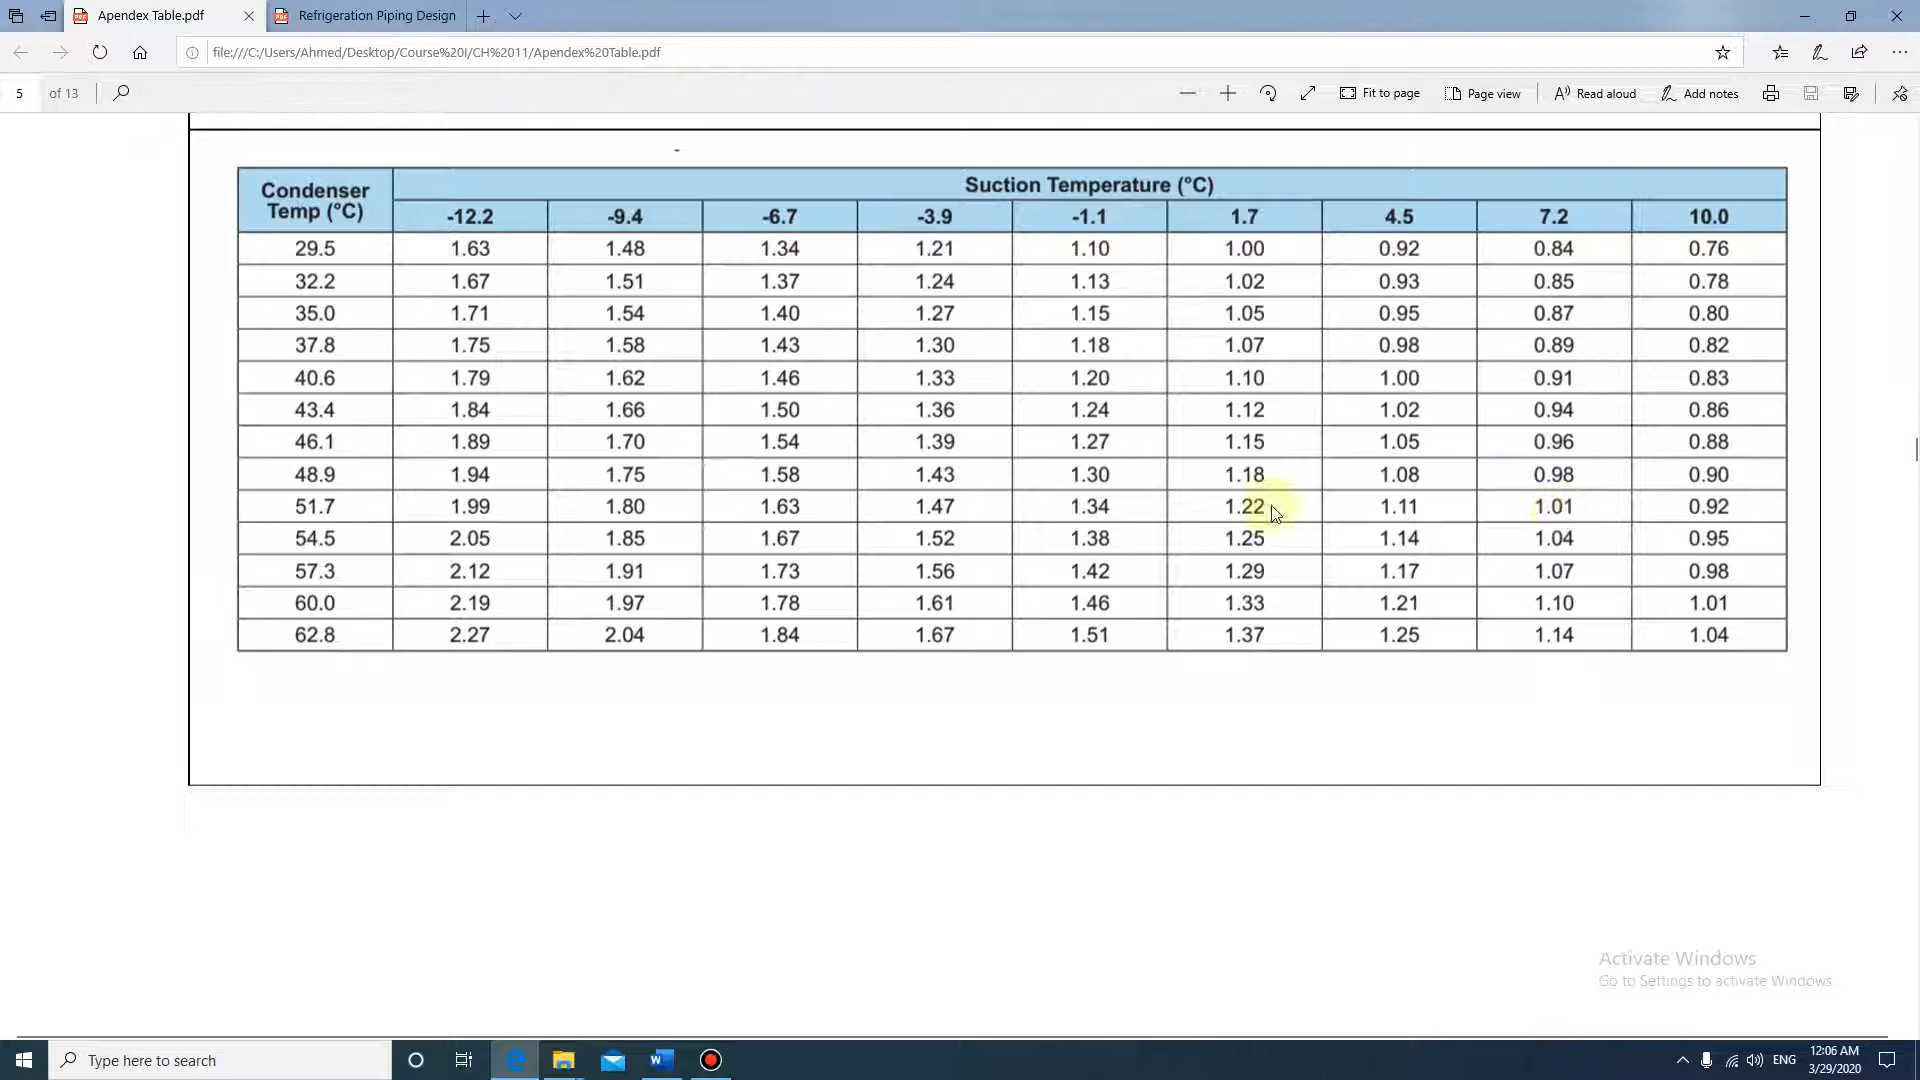 Apendex Table.pdf
Refrigeration Piping Design
file:///C:/Users/Ahmed/Desktop/Course%20I/CH%2011/Apendex%20Table.pdf
5 of 13
Fit to page
Page view
Read aloud
Add notes
Condenser Suction Temperature (°C)
Temp (°C) -12.2 -9.4 -6.7 -3.9 -1.1 1.7 4.5 7.2 10.0
29.5 1.63 1.48 1.34 1.21 1.10 1.00 0.92 0.84 0.76
32.2 1.67 1.51 1.37 1.24 1.13 1.02 0.93 0.85 0.78
35.0 1.71 1.54 1.40 1.27 1.15 1.05 0.95 0.87 0.80
37.8 1.75 1.58 1.43 1.30 1.18 1.07 0.98 0.89 0.82
40.6 1.79 1.62 1.46 1.33 1.20 1.10 1.00 0.91 0.83
43.4 1.84 1.66 1.50 1.36 1.24 1.12 1.02 0.94 0.86
46.1 1.89 1.70 1.54 1.39 1.27 1.15 1.05 0.96 0.88
48.9 1.94 1.75 1.58 1.43 1.30 1.18 1.08 0.98 0.90
51.7 1.99 1.80 1.63 1.47 1.34 1.22 1.11 1.01 0.92
54.5 2.05 1.85 1.67 1.52 1.38 1.25 1.14 1.04 0.95
57.3 2.12 1.91 1.73 1.56 1.42 1.29 1.17 1.07 0.98
60.0 2.19 1.97 1.78 1.61 1.46 1.33 1.21 1.10 1.01
62.8 2.27 2.04 1.84 1.67 1.51 1.37 1.25 1.14 1.04
Activate Windows
Go to Settings to activate Windows.
Type here to search
ENG
12:06 AM
3/29/2020